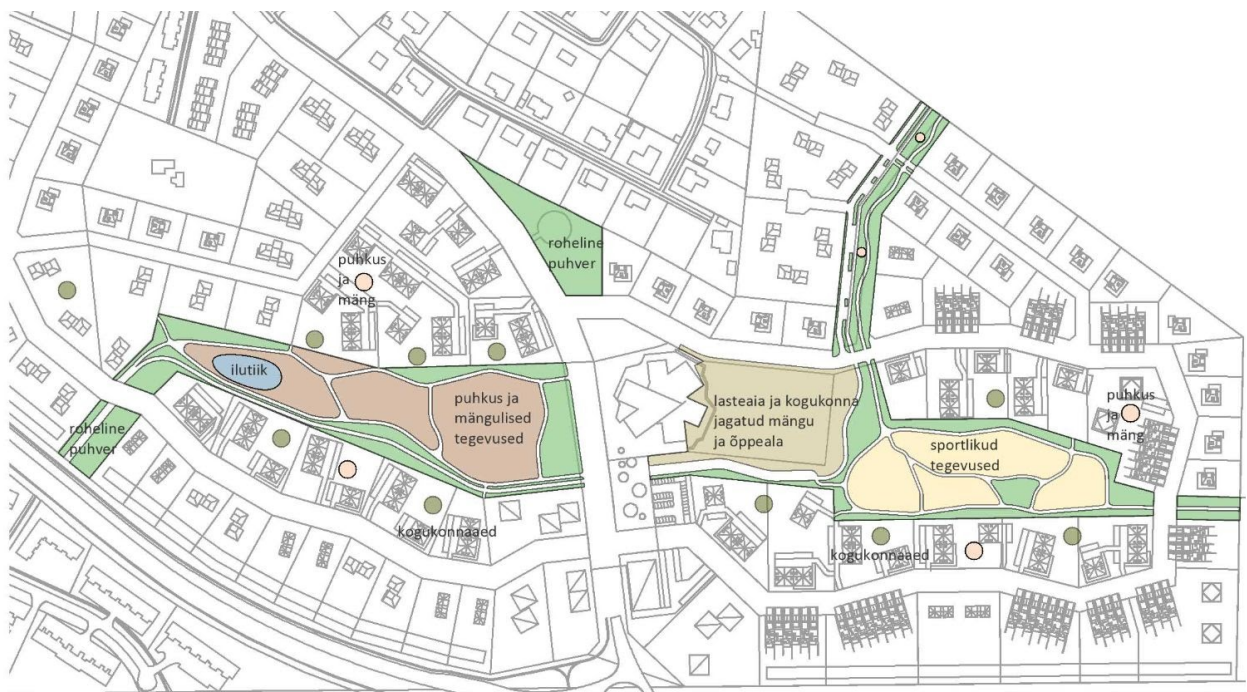 roheline
puhver
puhkus
ja
mäng
ilutiik
puhkus ja
mängulised
tegevused
lasteaia ja kogukonna
jagatud mängu
ja õppeala
puhkus
ja
mäng
roheline
puhver
sportlikud
tegevused
kogukonnaaed
kogukonnaaed